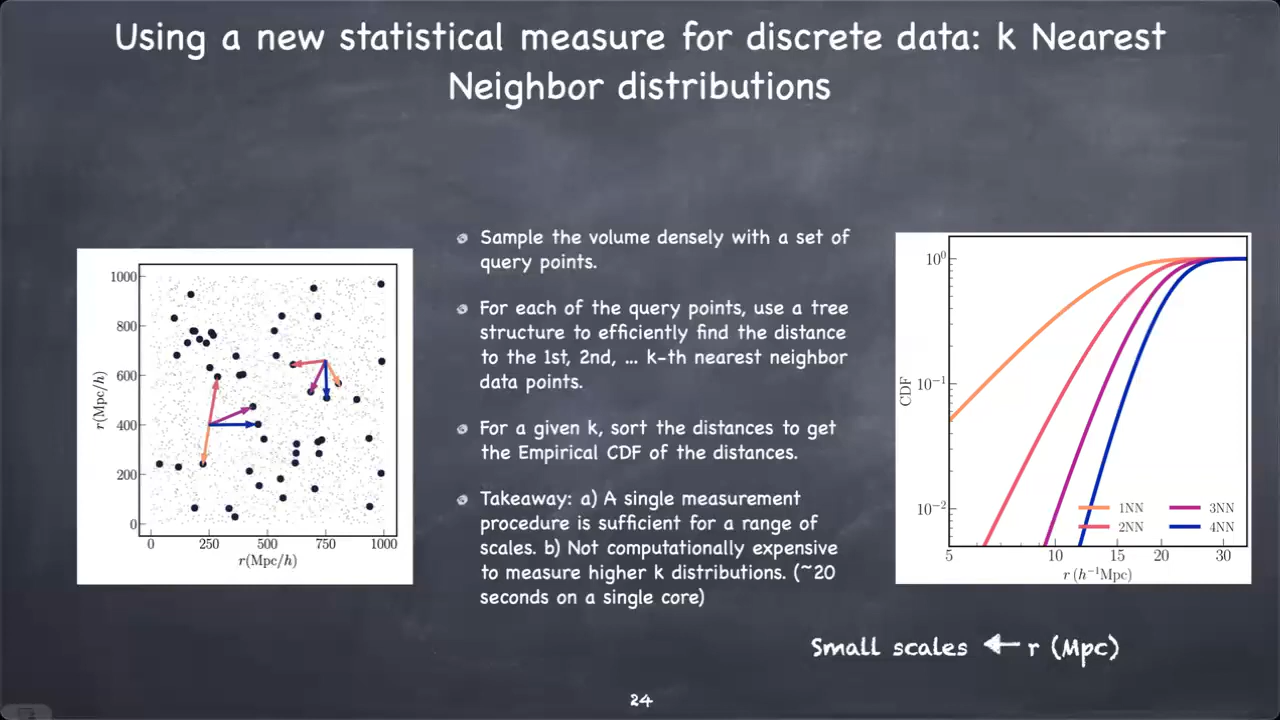 Using a new statistical measure for discrete data: k Nearest
Neighbor distributions
1000
800
600
400
200
0
r(Mpc/h)
0 250 500 750 1000
r(Mpc/h)
Sample the volume densely with a set of
query points.
For each of the query points, use a tree
structure to efficiently find the distance
to the 1st, 2nd, ... k-th nearest neighbor
data points.
For a given k, sort the distances to get
the Empirical CDF of the distances.
Takeaway: a) A single measurement
procedure is sufficient for a range of
scales. b) Not computationally expensive
to measure higher k distributions. (~20
seconds on a single core)
10⁰
10⁻¹
10⁻²
CDF
1NN 3NN
2NN 4NN
5 10 15 20 30
r (h⁻¹Mpc)
Small scales ← r (Mpc)
24